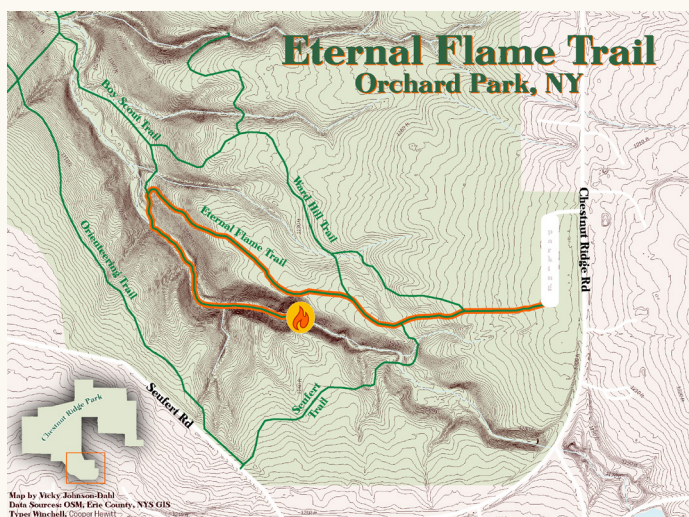 Eternal Flame Trail
Orchard Park, NY
Boy Scout Trail
Ward Hill Trail
Eternal Flame Trail
Orienteering Trail
Chestnut Ridge Rd
parking
Seufert
Trail
Seufert Rd
Chestnut Ridge Park
Map by Vicky Johnson-Dahl
Data Sources: OSM, Erie County, NYS GIS
Type: Winchell, Cooper Hewitt